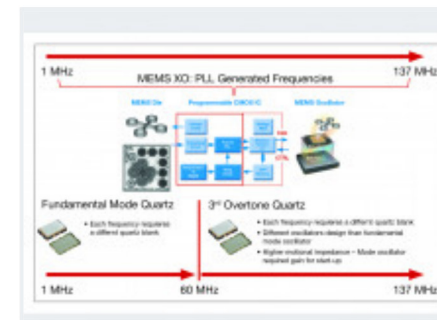 1 MHz
137 MHz
MEMS XO: PLL Generated Frequencies
MEMS Die
Programmable CMOS IC
MEMS Oscillator
Fundamental Mode Quartz
• Each frequency requires
a differnt quartz blank
3rd Overtone Quartz
• Each frequency requires a differnt quartz blank
• Different oscillators design than fundamental
mode oscillator
• Higher motional impedance – Mode oscillator
required gain for start-up
1 MHz
60 MHz
137 MHz